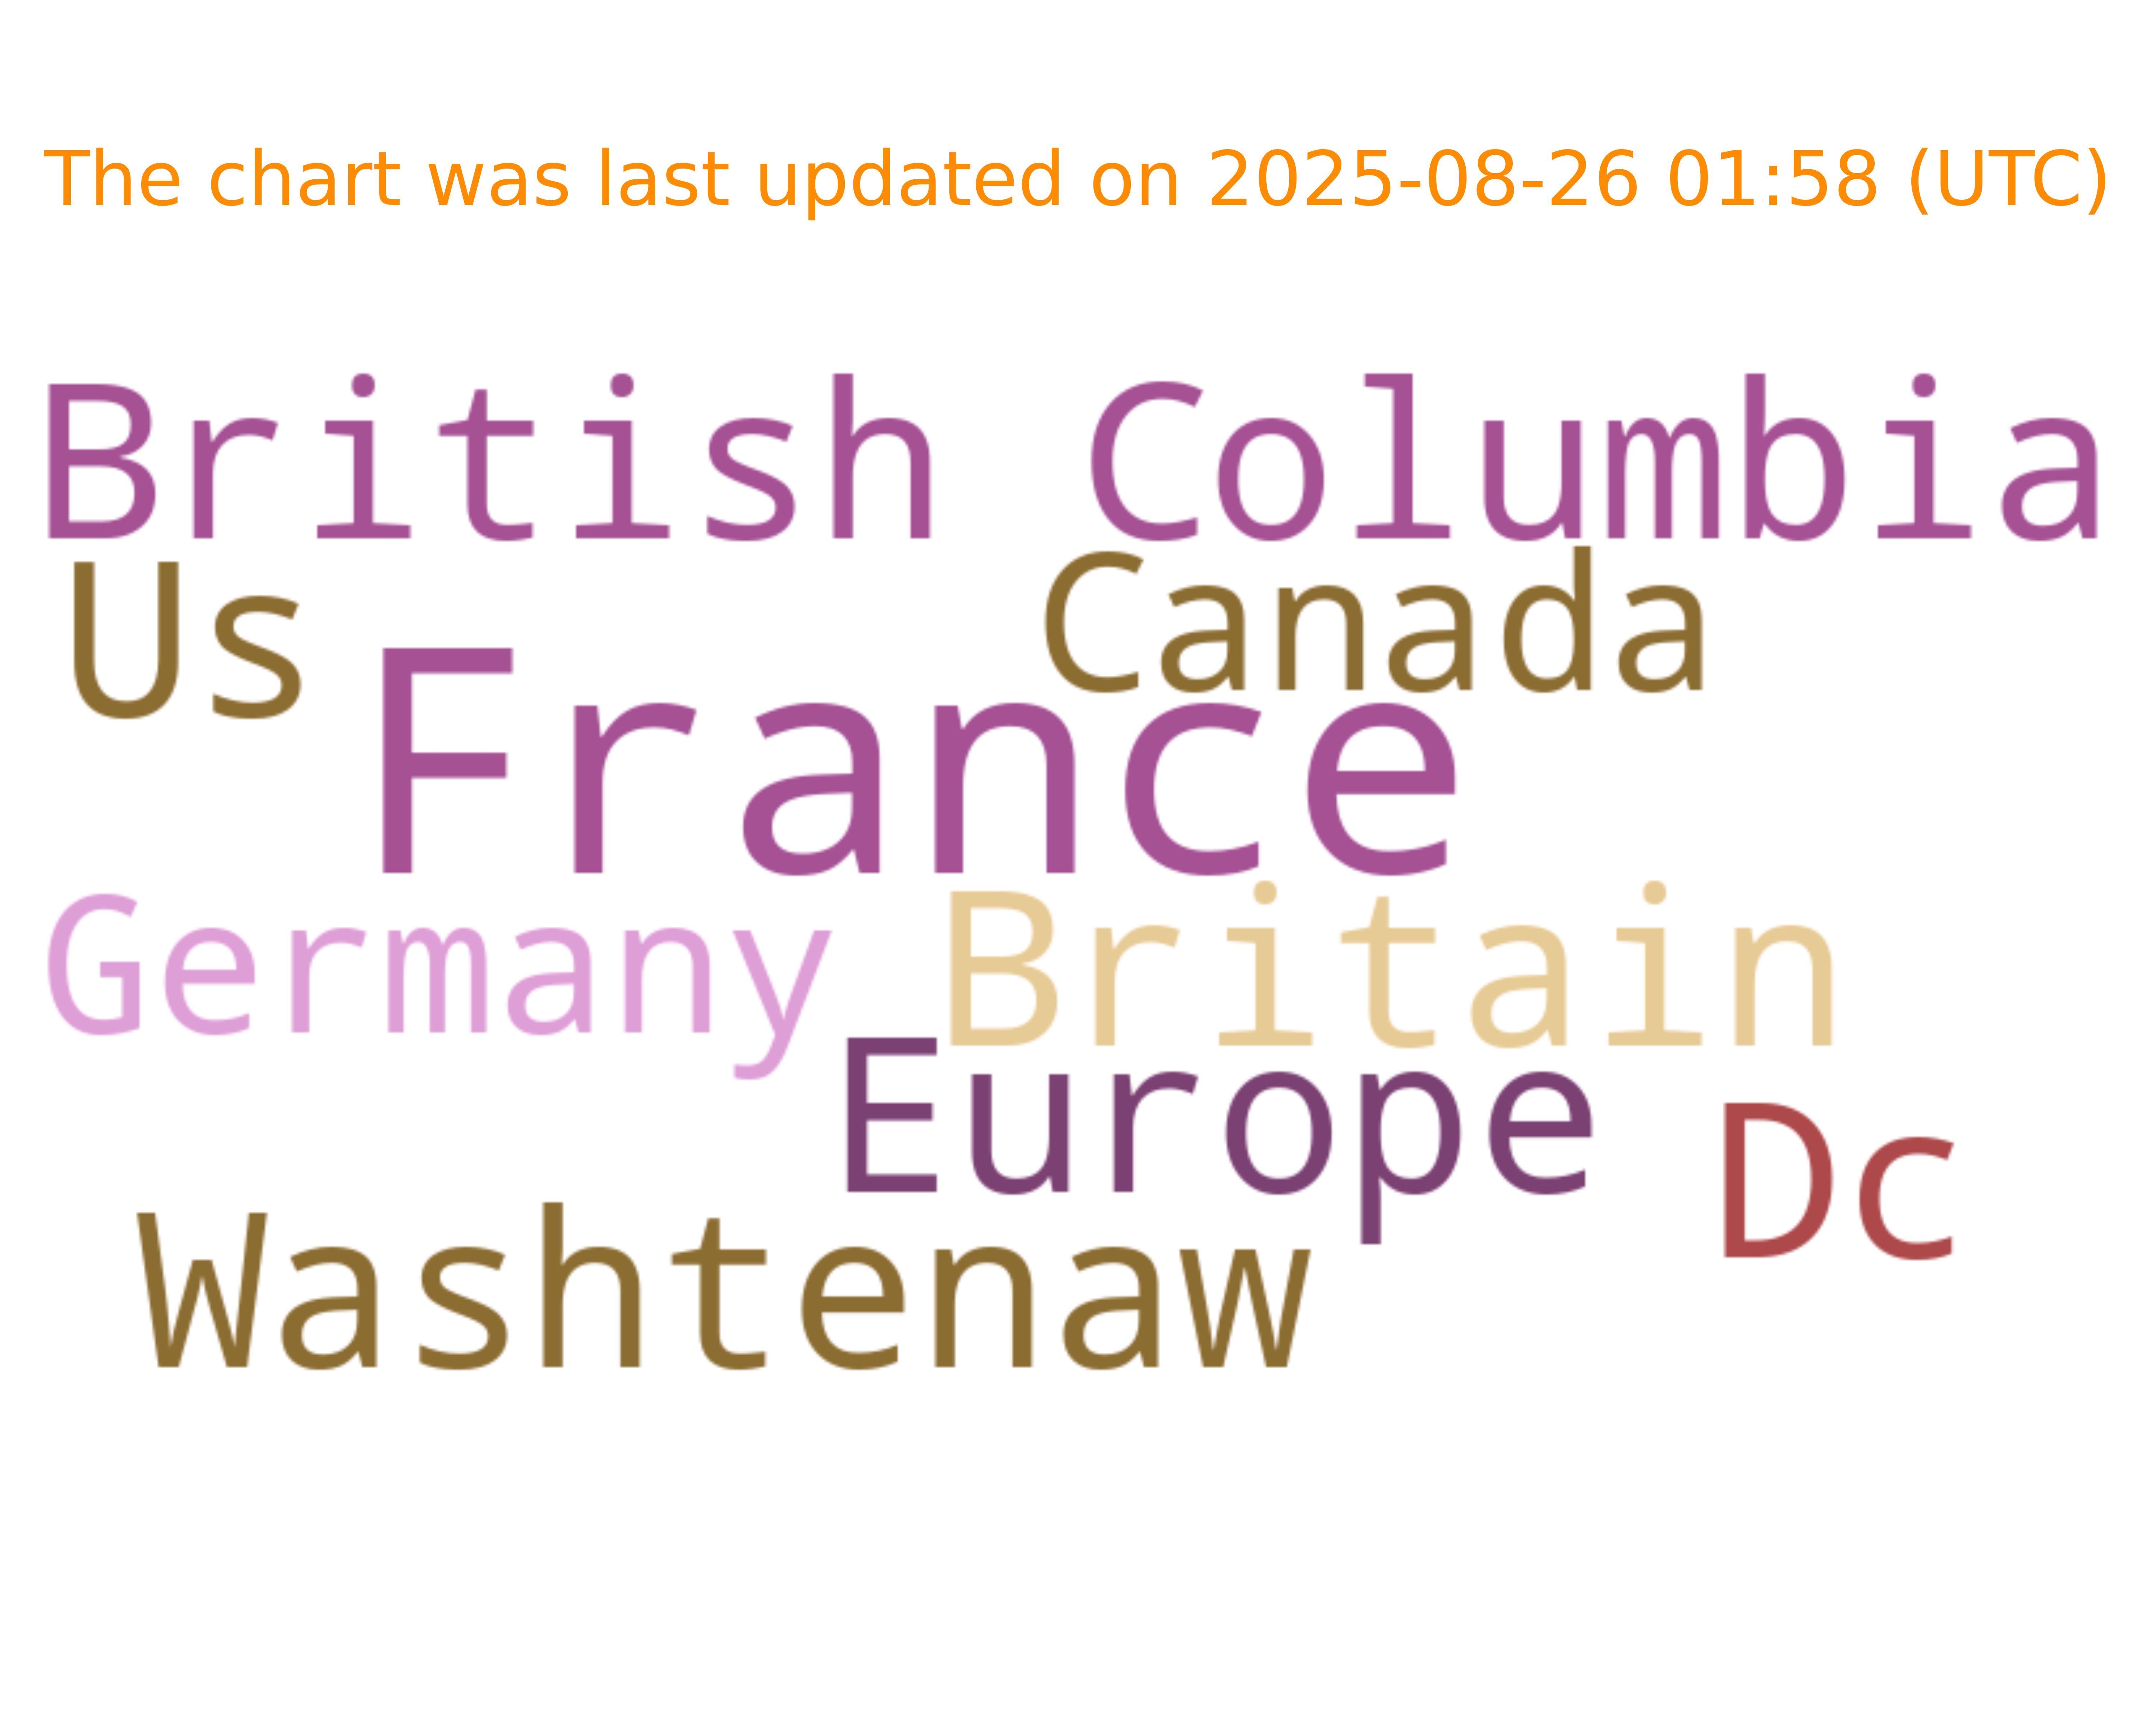 The chart was last updated on 2025-08-26 01:58 (UTC)
British Columbia
Us
Canada
France
Germany
Britain
Europe
Dc
Washtenaw